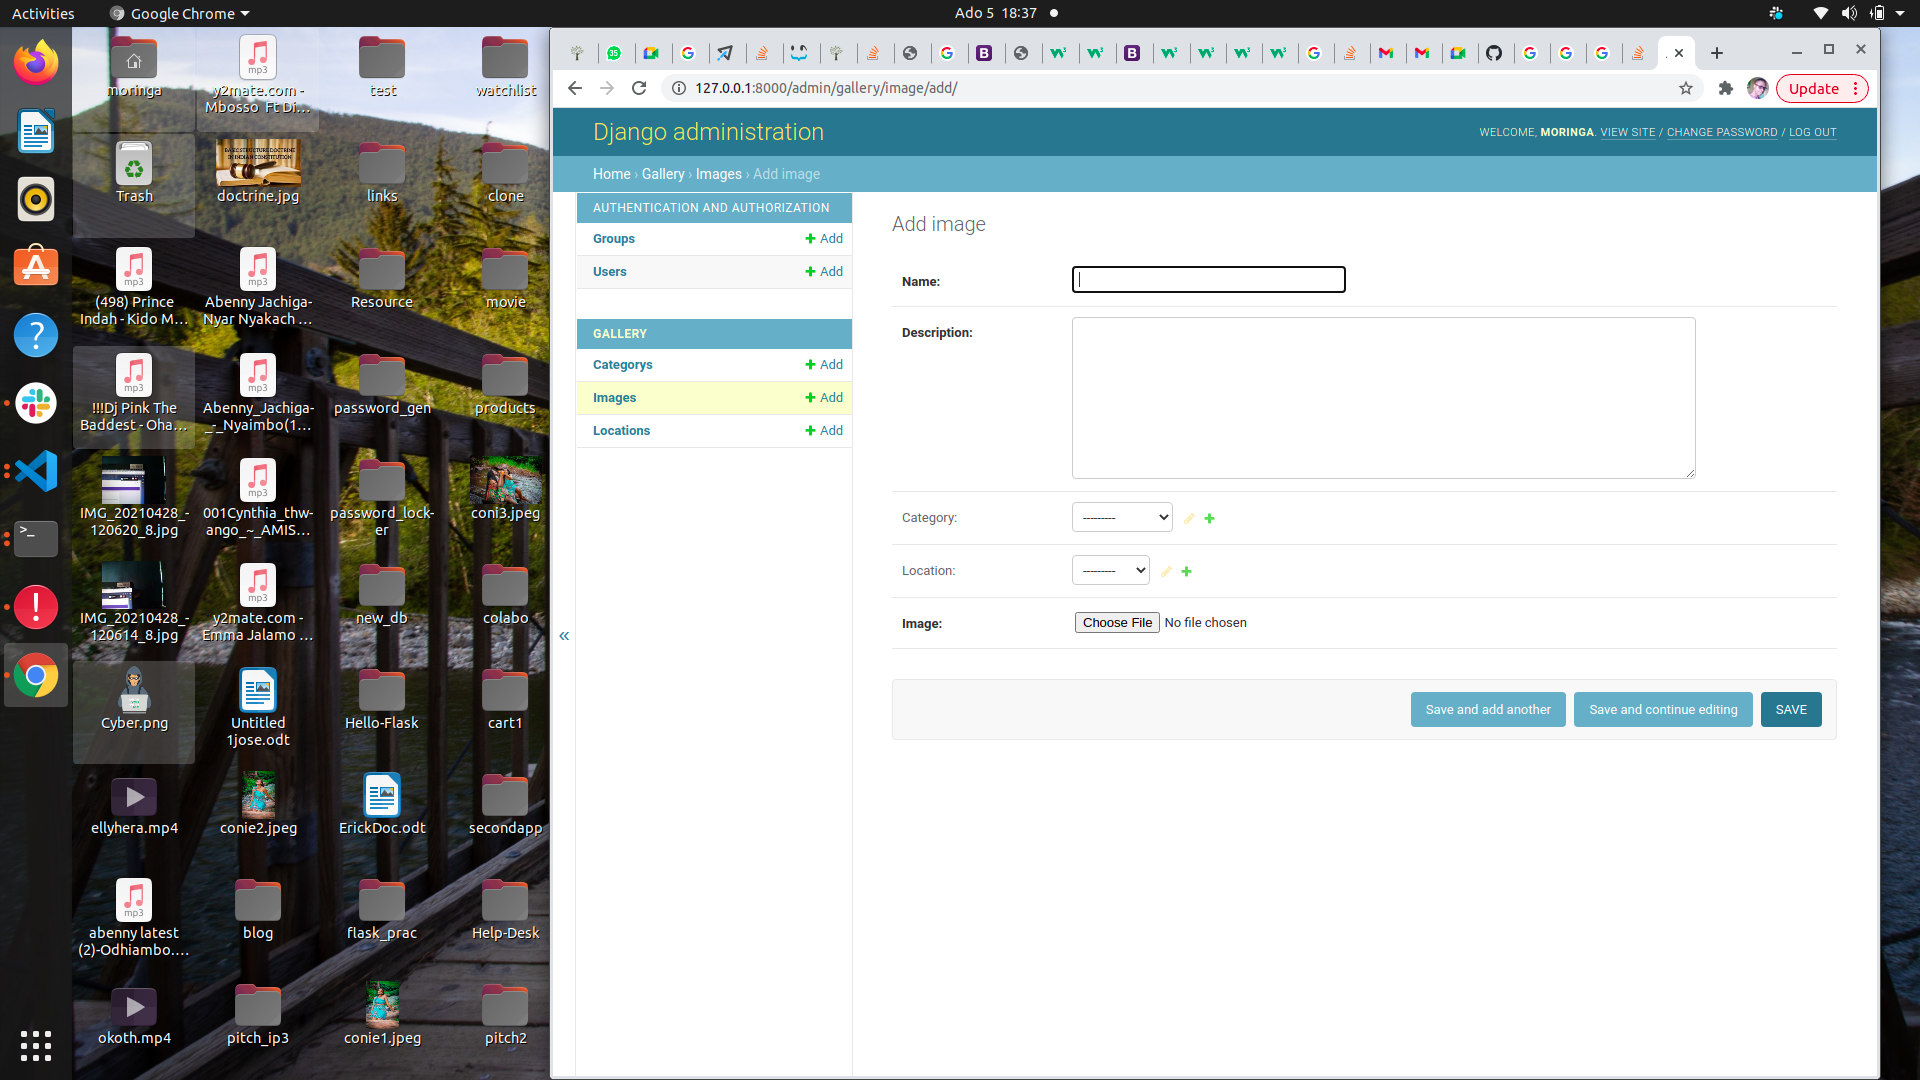 Activities
Google Chrome
Ado 5 18:37
moringa
y2mate.com -
Mbosso Ft Di...
test
watchlist
Trash
doctrine.jpg
links
clone
mp3
(498) Prince
Indah - Kido M...
mp3
Abenny Jachiga-
Nyar Nyakach ...
Resource
movie
mp3
!!!Dj Pink The
Baddest - Oha...
mp3
Abenny_Jachiga-
_-_Nyaimbo(1...
password_gen
products
IMG_20210428_-
120620_8.jpg
mp3
001Cynthia_thw-
ango_~_AMIS...
password_lock-
er
coni3.jpeg
IMG_20210428_-
120614_8.jpg
mp3
y2mate.com -
Emma Jalamo ...
new_db
colabo
Cyber.png
Untitled
1jose.odt
Hello-Flask
cart1
ellyhera.mp4
conie2.jpeg
ErickDoc.odt
secondapp
mp3
abenny latest
(2)-Odhiambo....
blog
flask_prac
Help-Desk
okoth.mp4
pitch_ip3
conie1.jpeg
pitch2
127.0.0.1:8000/admin/gallery/image/add/
Update
Django administration
WELCOME, MORINGA. VIEW SITE / CHANGE PASSWORD / LOG OUT
Home › Gallery › Images › Add image
AUTHENTICATION AND AUTHORIZATION
Groups + Add
Users + Add
GALLERY
Categorys + Add
Images + Add
Locations + Add
«
Add image
Name:
Description:
Category: ---------
Location: ---------
Image: Choose File No file chosen
Save and add another
Save and continue editing
SAVE